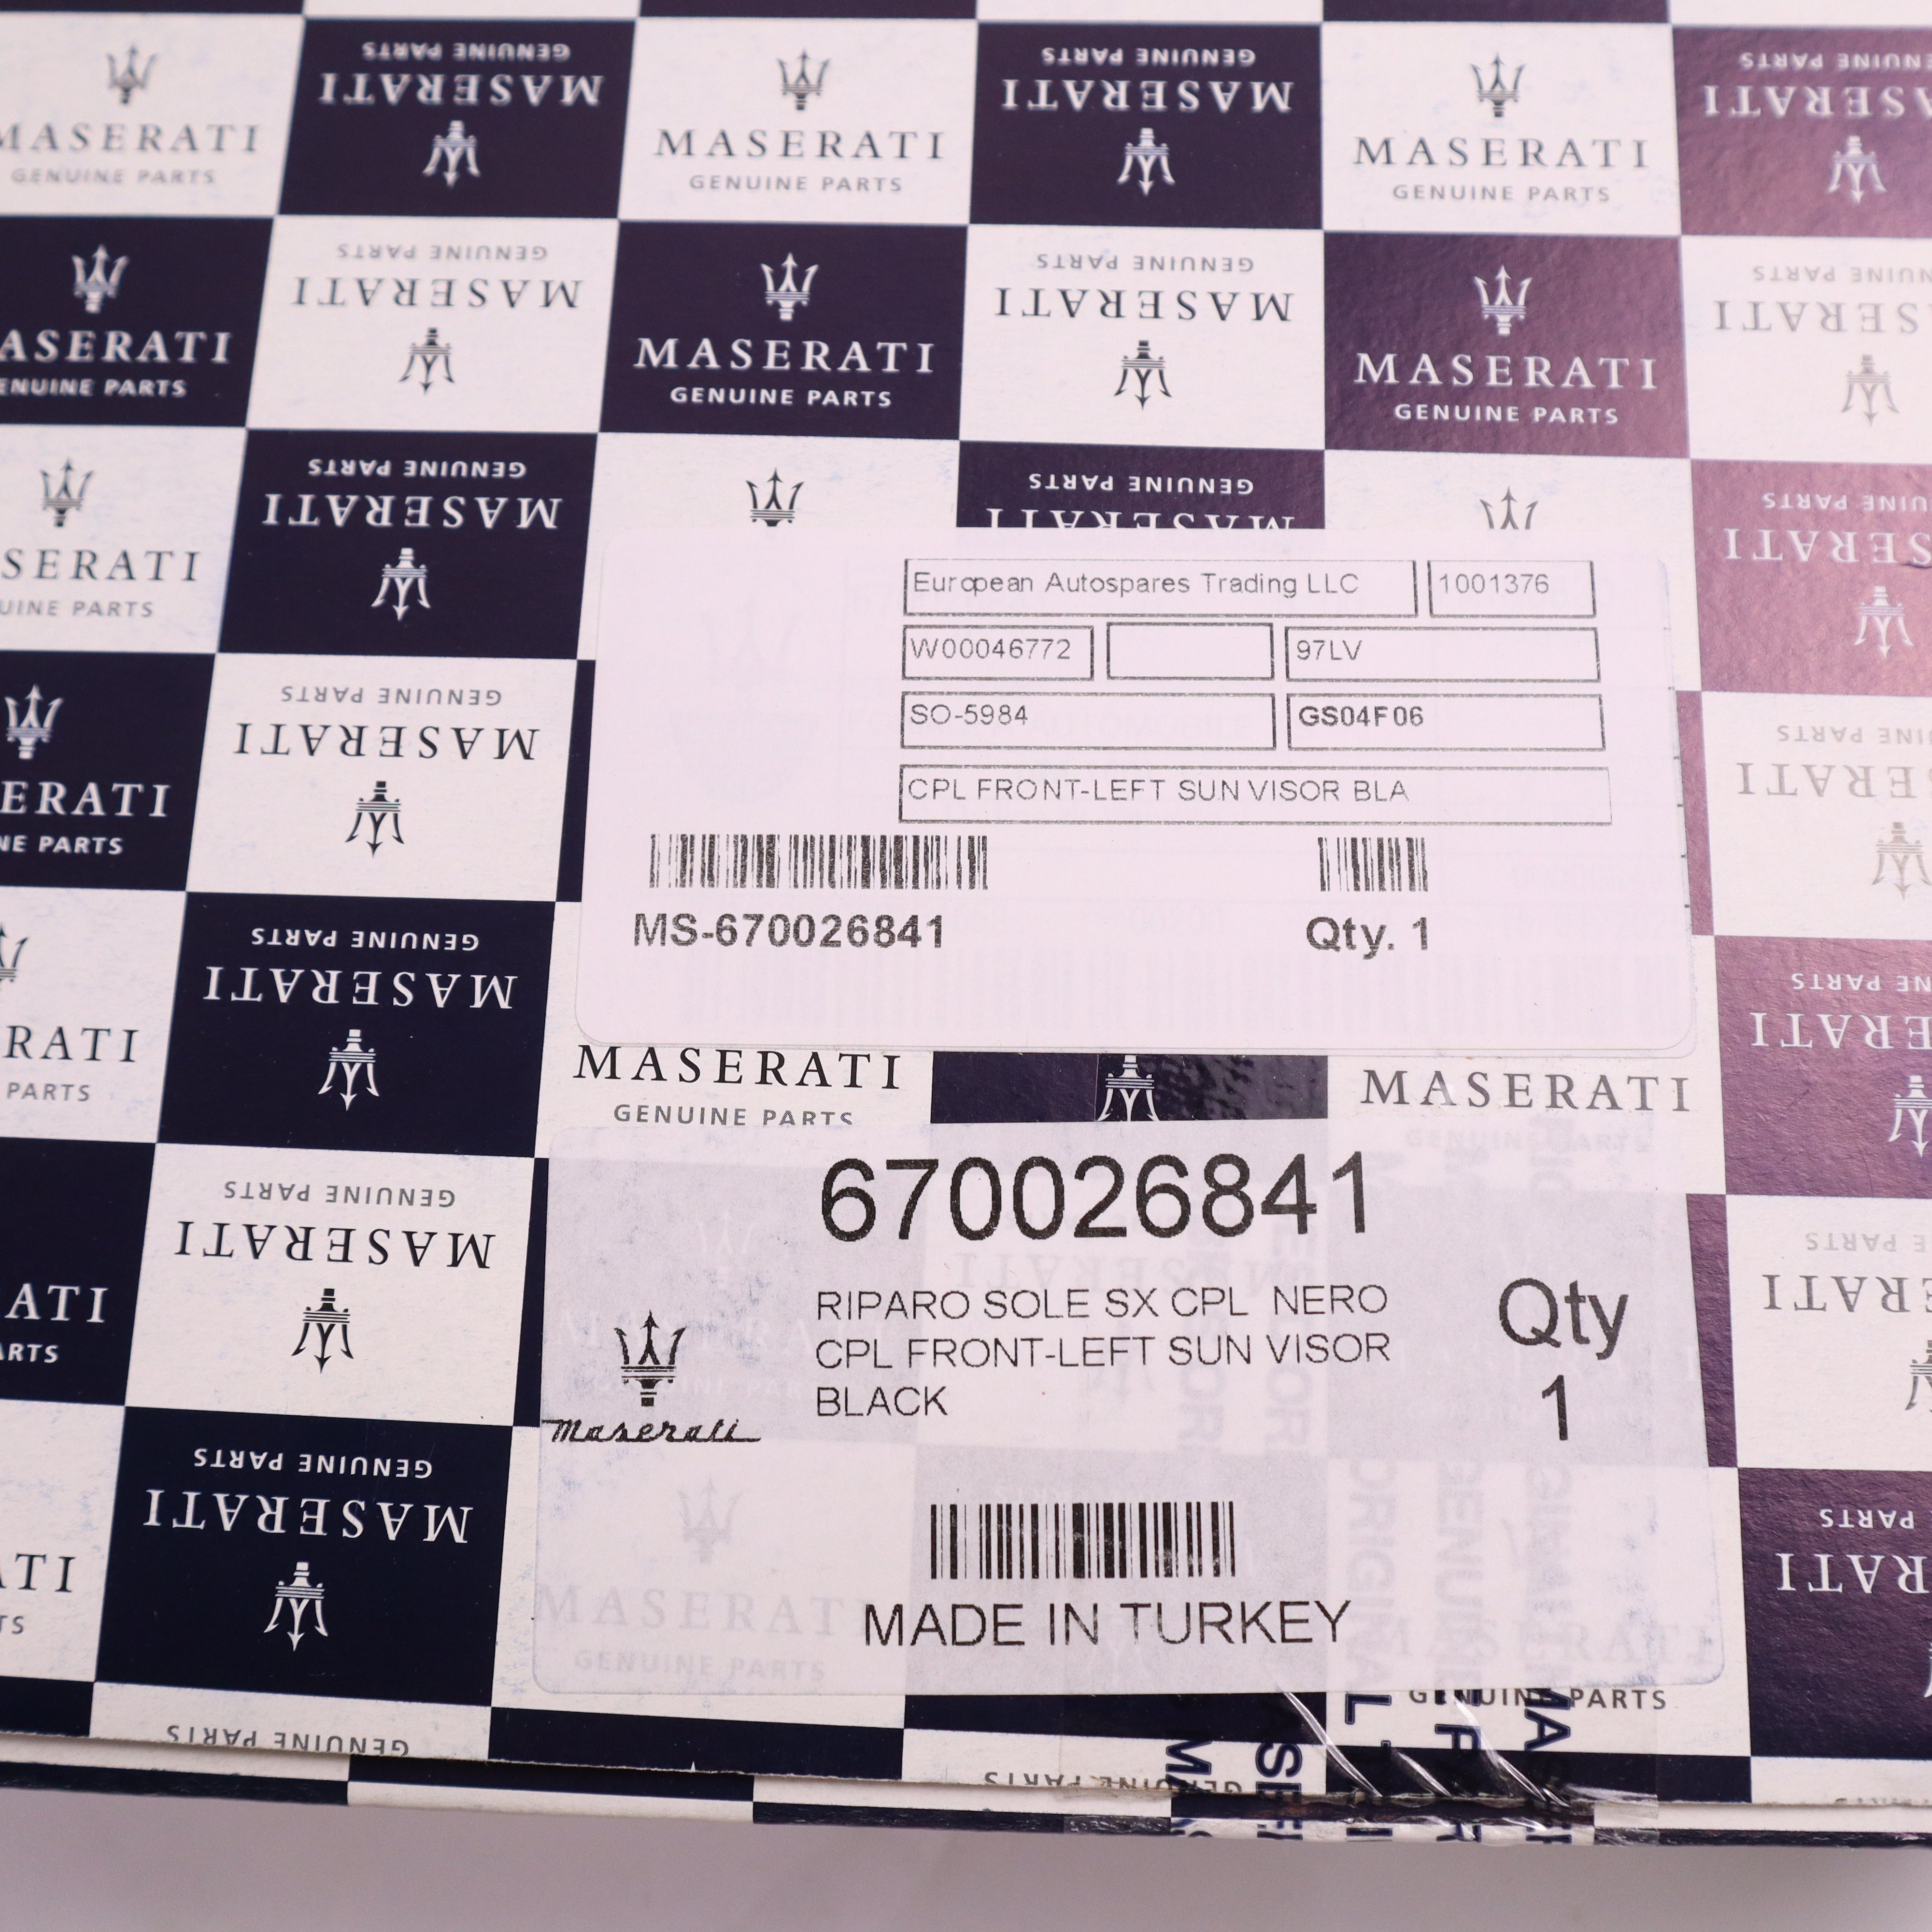 MASERATI
GENUINE PARTS
European Autospares Trading LLC 1001376
W00046772 97LV
SO-5984 GS04F06
CPL FRONT-LEFT SUN VISOR BLA
MS-670026841 Qty. 1
MASERATI MASERATI
GENUINE PARTS
670026841
RIPARO SOLE SX CPL NERO
CPL FRONT-LEFT SUN VISOR
BLACK
Qty
1
Maserati
MADE IN TURKEY
GENUINE PARTS